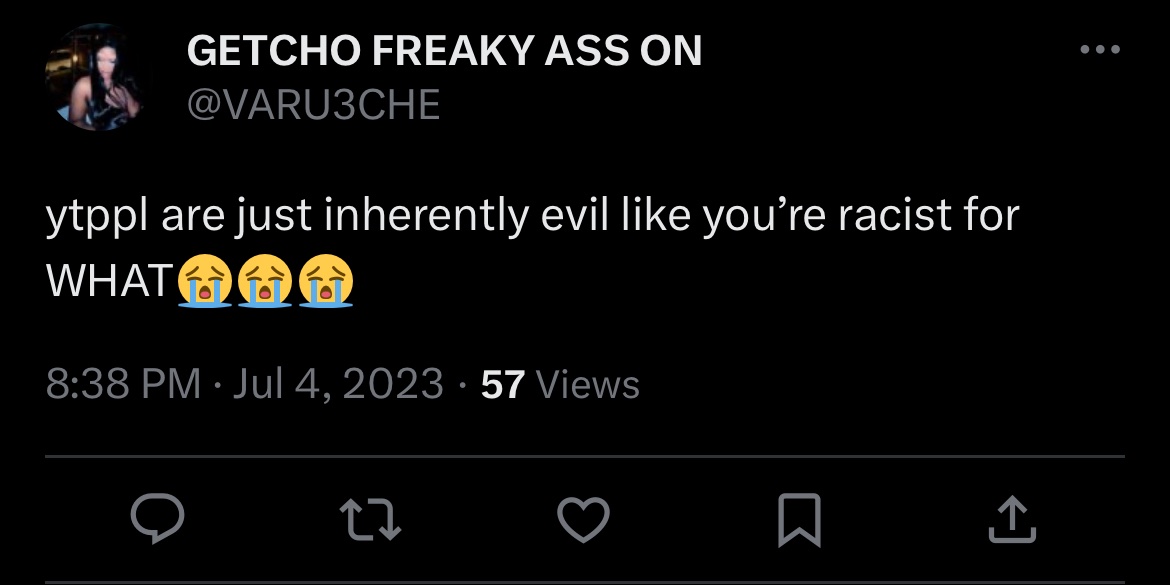 GETCHO FREAKY ASS ON
@VARU3CHE
ytppl are just inherently evil like you’re racist for
WHAT😭😭😭
8:38 PM · Jul 4, 2023 · 57 Views